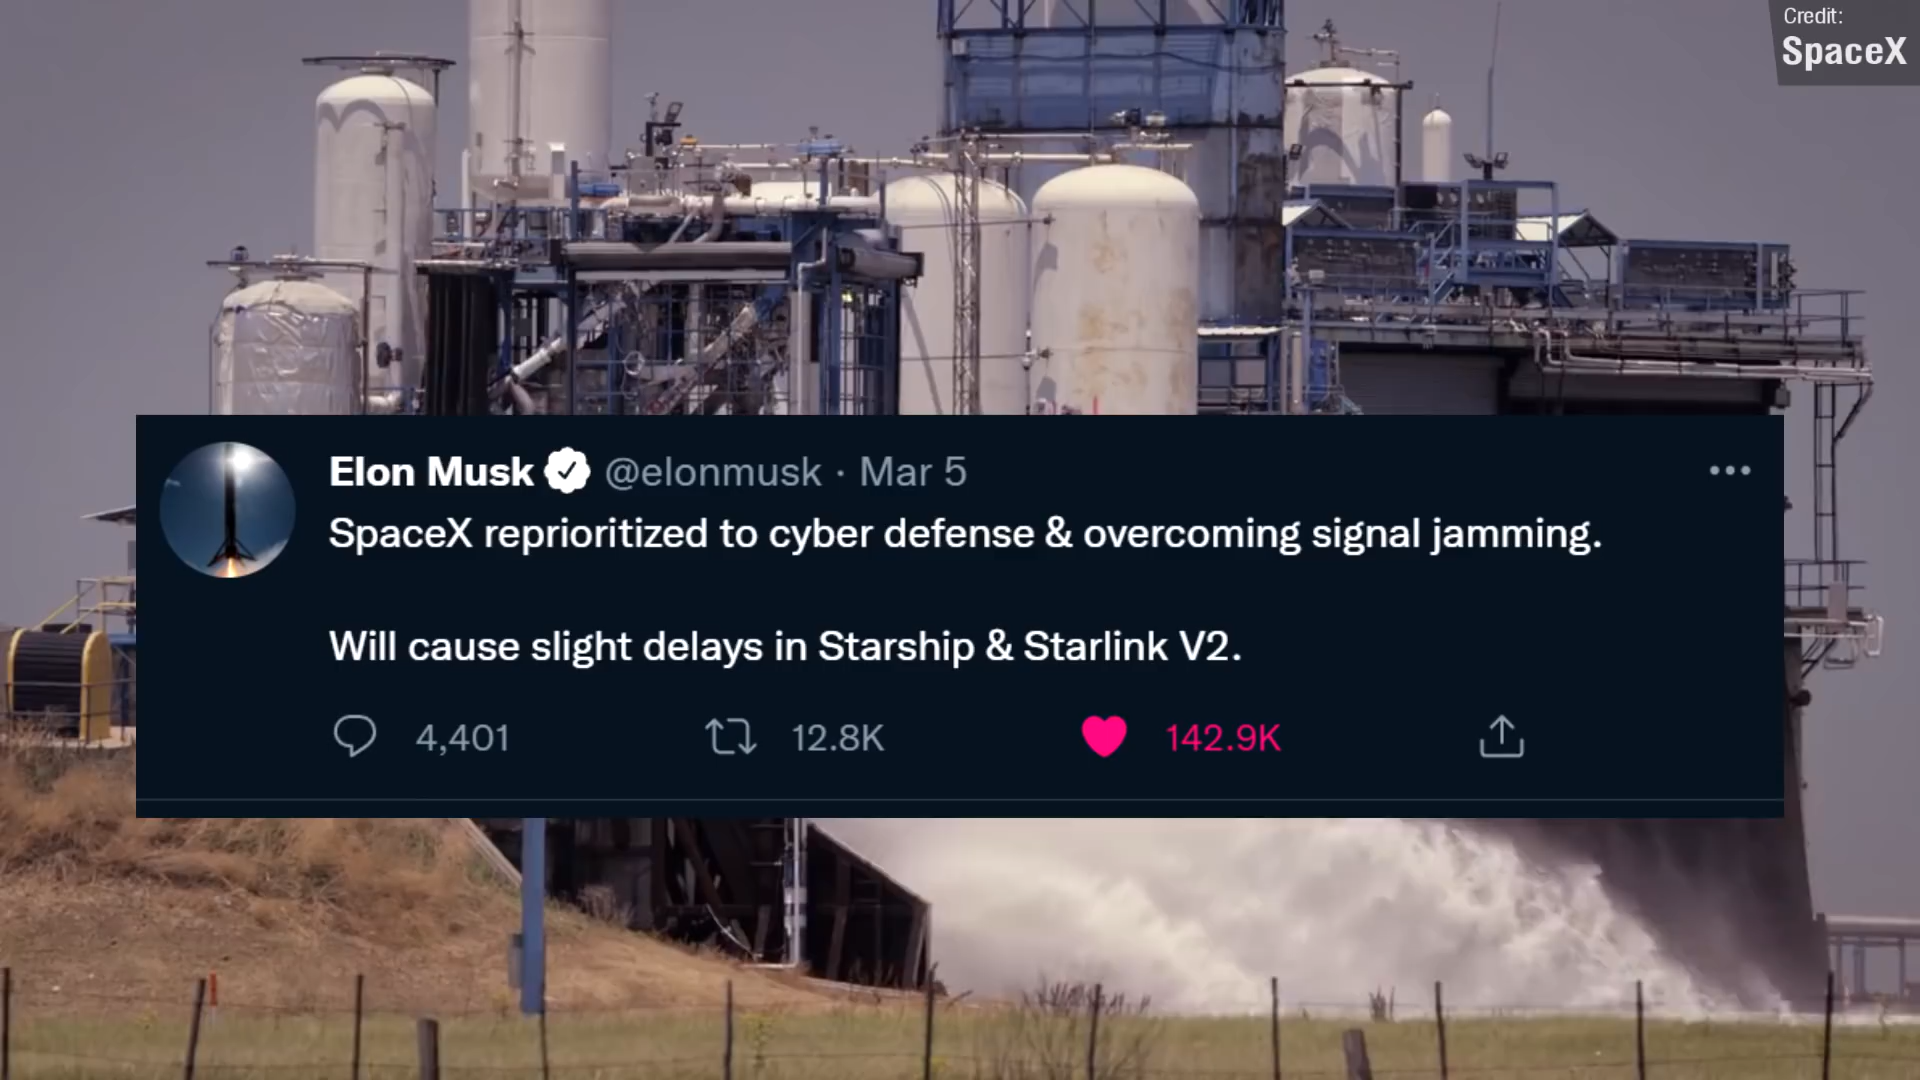 Credit:
SpaceX
Elon Musk @elonmusk · Mar 5
SpaceX reprioritized to cyber defense & overcoming signal jamming.
Will cause slight delays in Starship & Starlink V2.
4,401 12.8K 142.9K